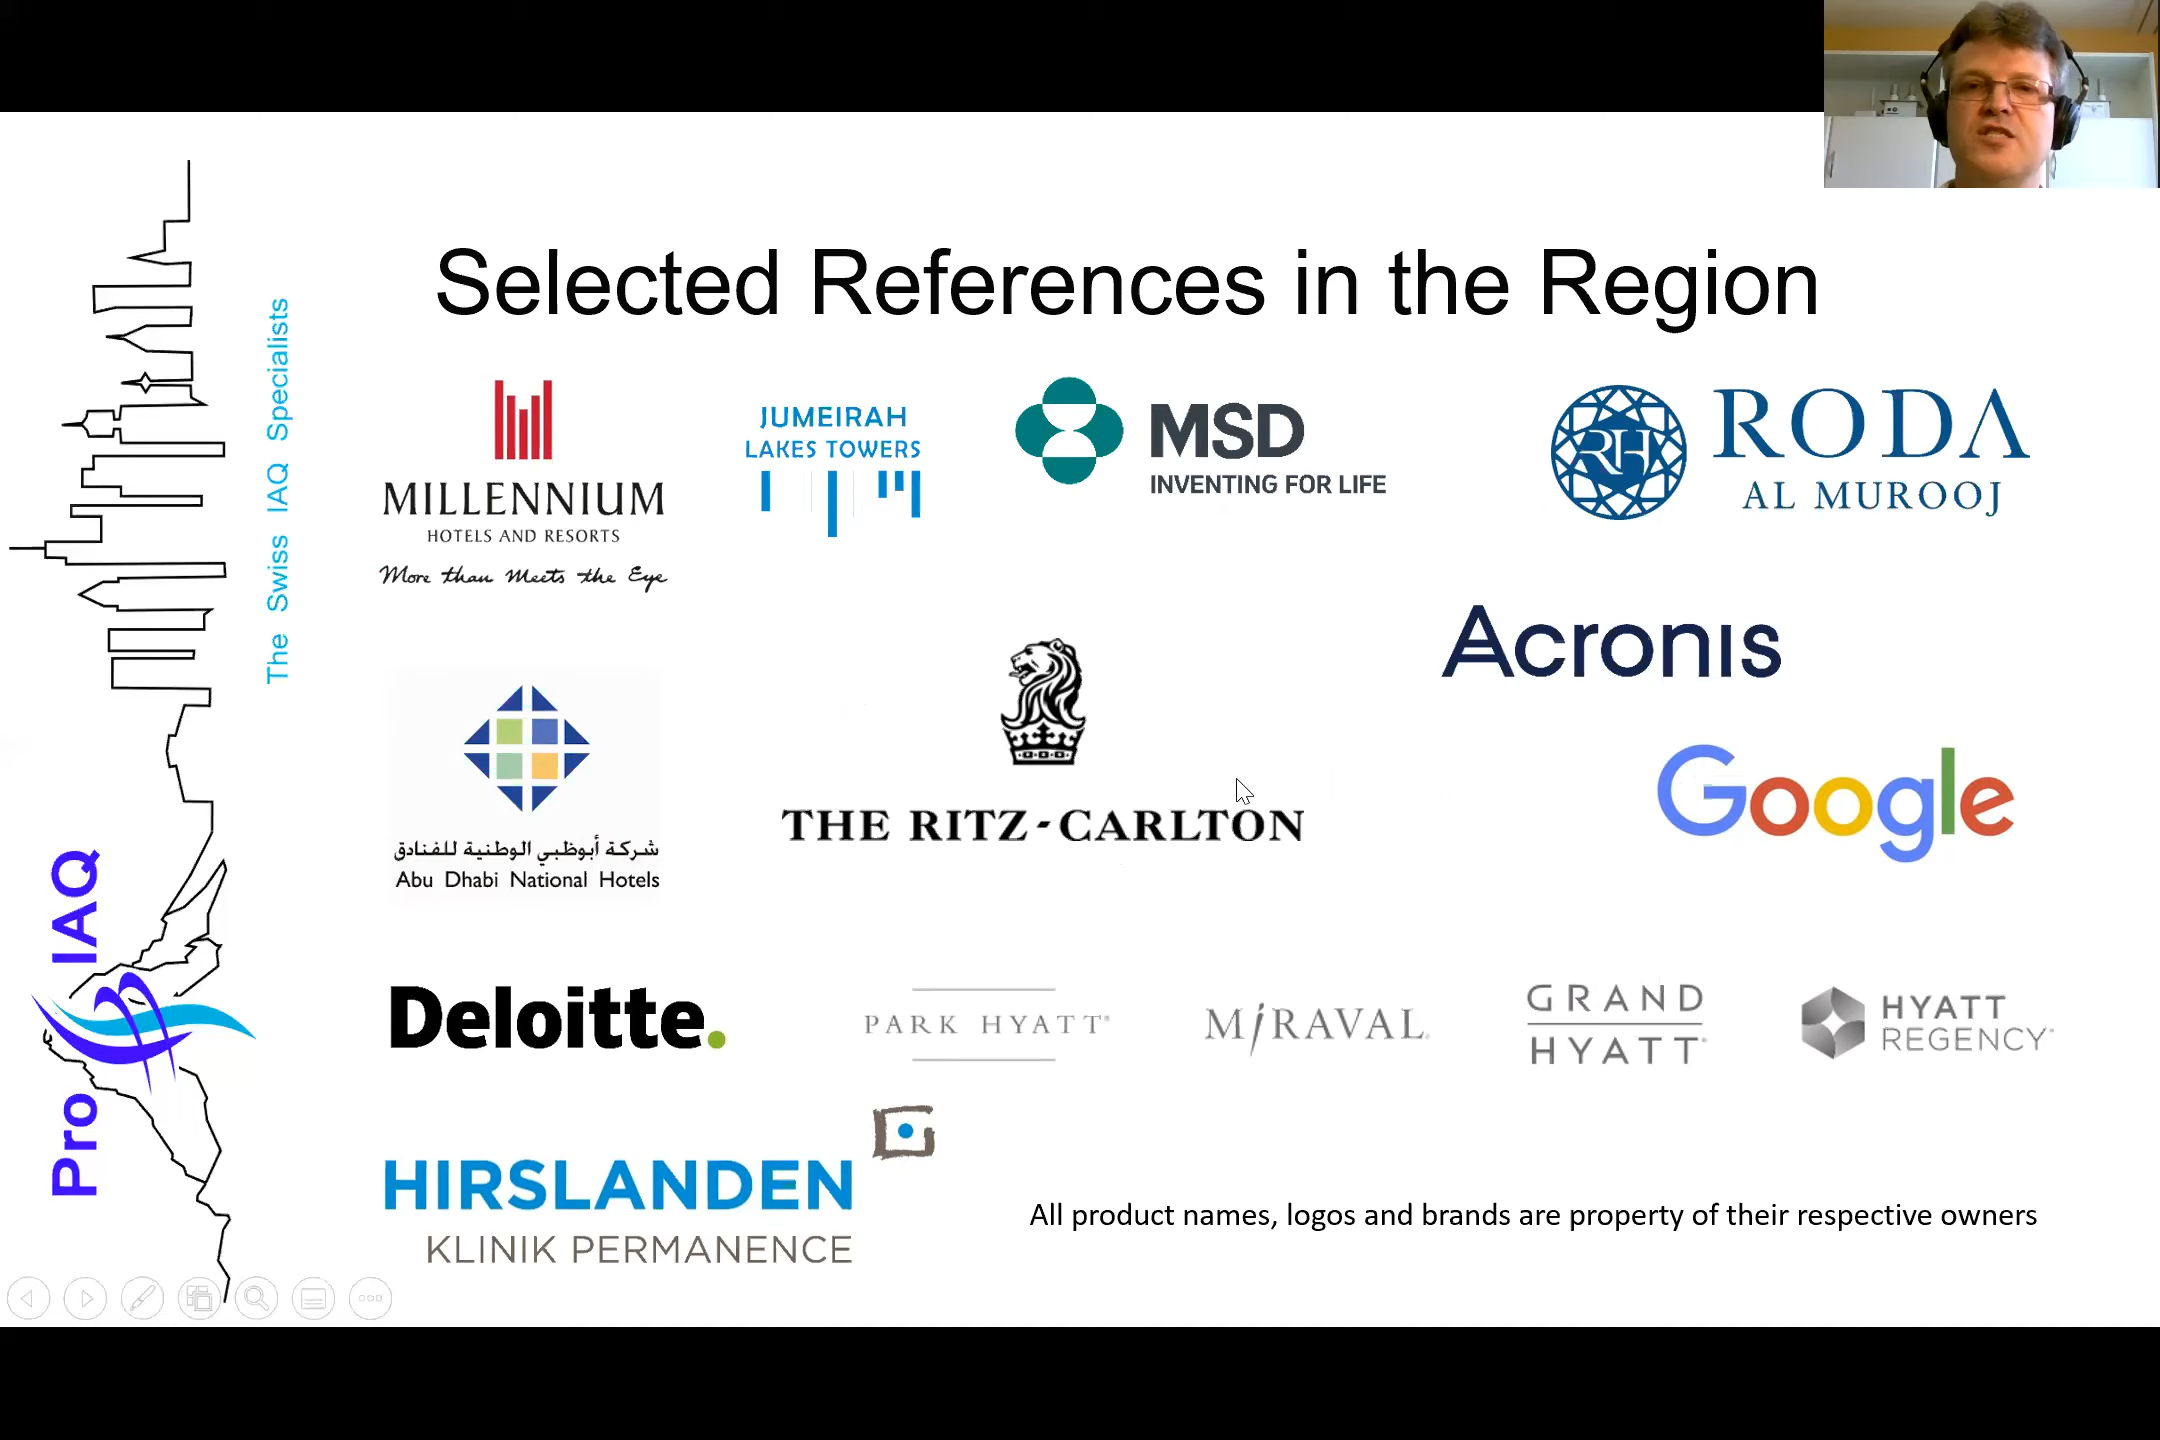 Selected References in the Region
The Swiss IAQ Specialists
Pro IAQ
MILLENNIUM
HOTELS AND RESORTS
More than Meets the Eye
JUMEIRAH
LAKES TOWERS
MSD
INVENTING FOR LIFE
RH
RODA
AL MUROOJ
شركة أبوظبي الوطنية للفنادق
Abu Dhabi National Hotels
THE RITZ-CARLTON
Acronis
Google
Deloitte.
PARK HYATT®
MIRAVAL®
GRAND
HYATT®
HYATT
REGENCY®
HIRSLANDEN
KLINIK PERMANENCE
All product names, logos and brands are property of their respective owners